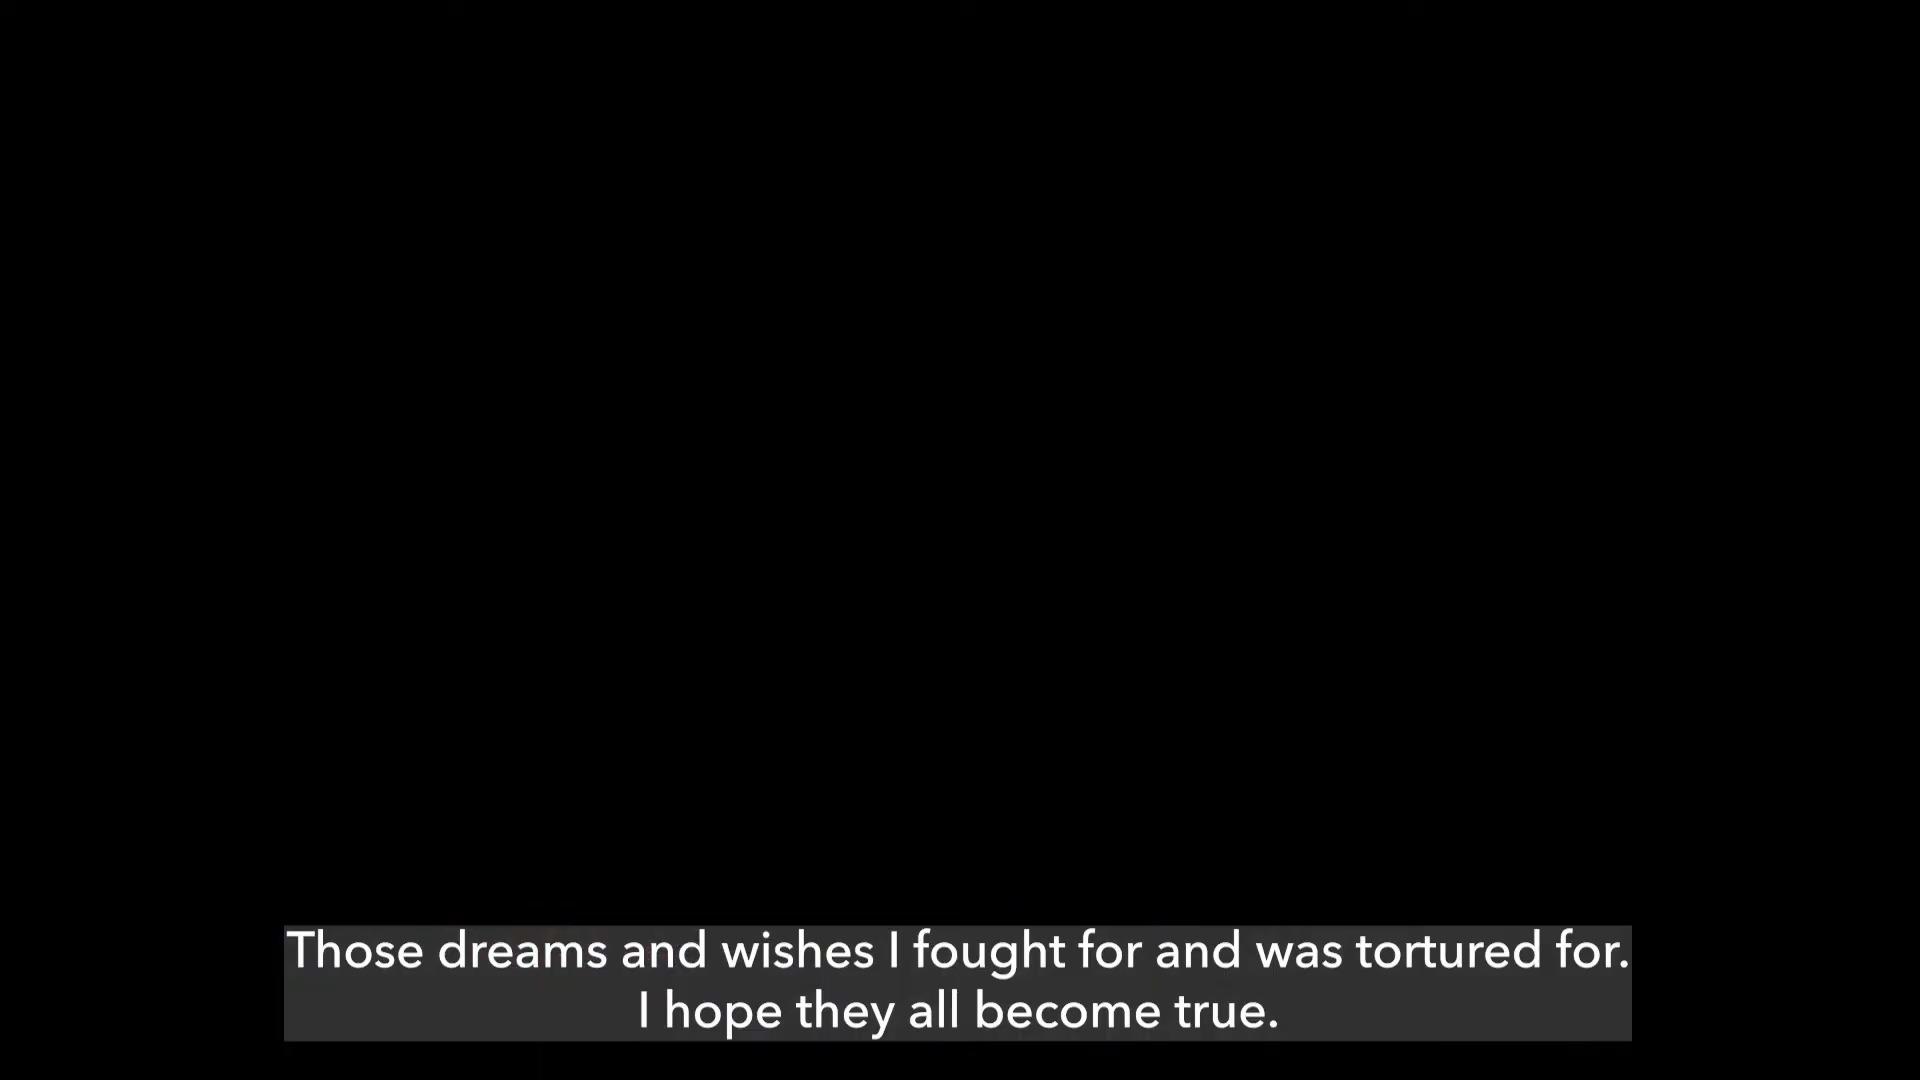 Those dreams and wishes I fought for and was tortured for.
I hope they all become true.